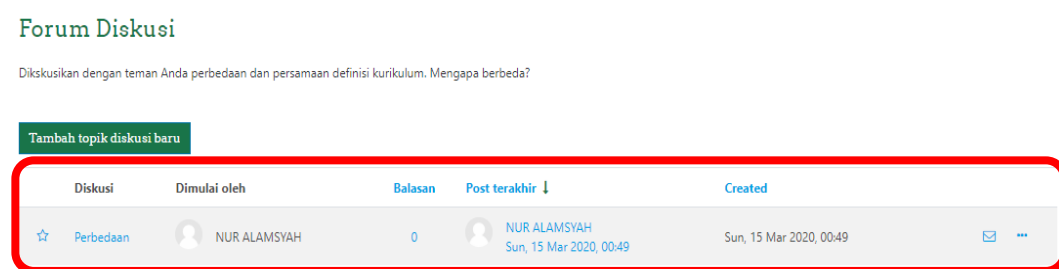 Forum Diskusi
Dikskusikan dengan teman Anda perbedaan dan persamaan definisi kurikulum. Mengapa berbeda?
Tambah topik diskusi baru
Diskusi Dimulai oleh Balasan Post terakhir ↓ Created
Perbedaan NUR ALAMSYAH 0 NUR ALAMSYAH Sun, 15 Mar 2020, 00:49
Sun, 15 Mar 2020, 00:49